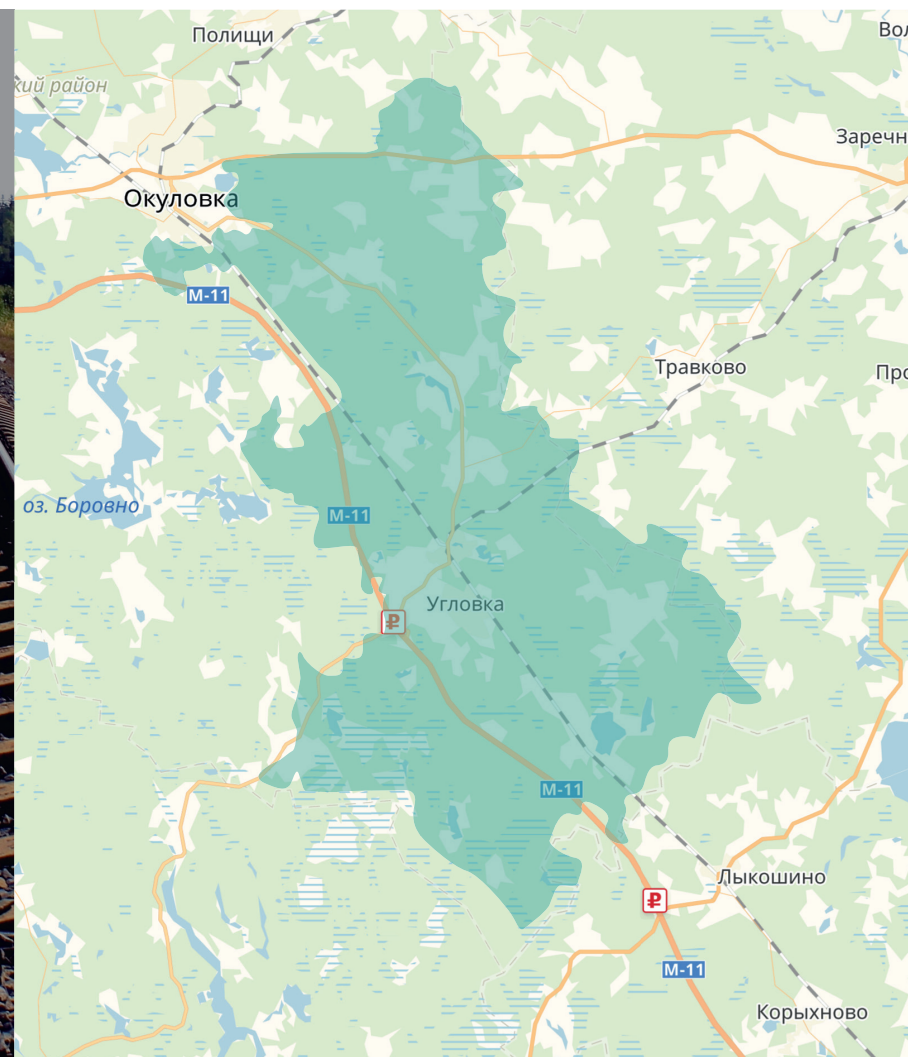 Полищи
Вол
кий район
Заречн
Окуловка
М-11
Травково
Про
оз. Боровно
М-11
Угловка
₽
М-11
Лыкошино
₽
М-11
Корыхново